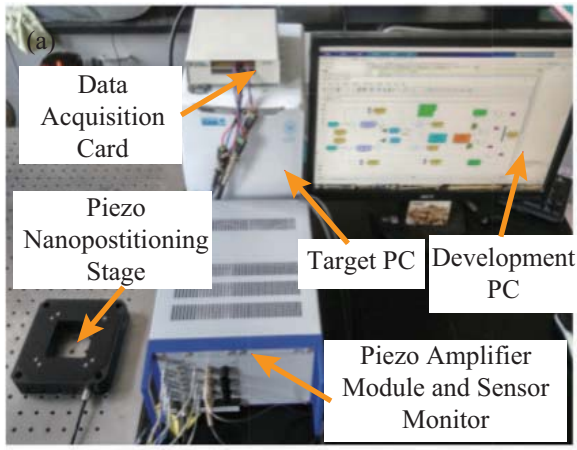 (a)
Data
Acquisition
Card
Piezo
Nanopostitioning
Stage
Target PC
Development
PC
Piezo Amplifier
Module and Sensor
Monitor